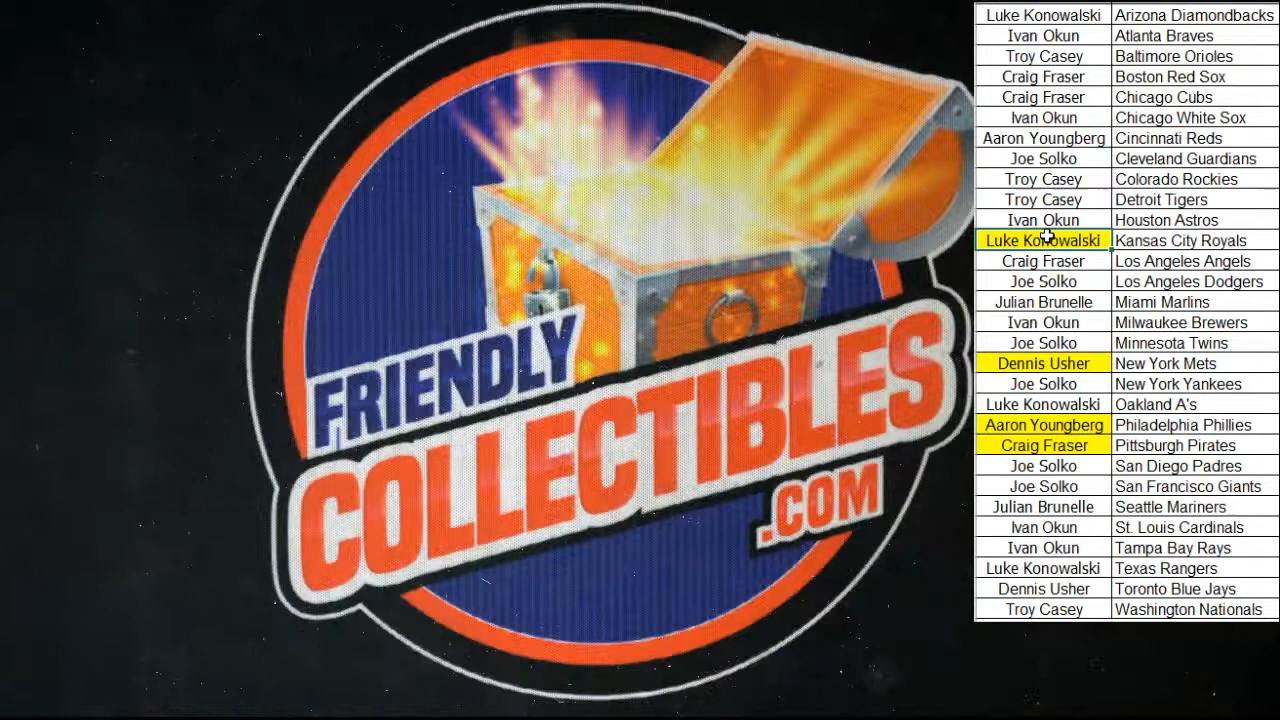 FRIENDLY
COLLECTIBLES
.COM
Luke Konowalski Arizona Diamondbacks
Ivan Okun Atlanta Braves
Troy Casey Baltimore Orioles
Craig Fraser Boston Red Sox
Craig Fraser Chicago Cubs
Ivan Okun Chicago White Sox
Aaron Youngberg Cincinnati Reds
Joe Solko Cleveland Guardians
Troy Casey Colorado Rockies
Troy Casey Detroit Tigers
Ivan Okun Houston Astros
Luke Konowalski Kansas City Royals
Craig Fraser Los Angeles Angels
Joe Solko Los Angeles Dodgers
Julian Brunelle Miami Marlins
Ivan Okun Milwaukee Brewers
Joe Solko Minnesota Twins
Dennis Usher New York Mets
Joe Solko New York Yankees
Luke Konowalski Oakland A's
Aaron Youngberg Philadelphia Phillies
Craig Fraser Pittsburgh Pirates
Joe Solko San Diego Padres
Joe Solko San Francisco Giants
Julian Brunelle Seattle Mariners
Ivan Okun St. Louis Cardinals
Ivan Okun Tampa Bay Rays
Luke Konowalski Texas Rangers
Dennis Usher Toronto Blue Jays
Troy Casey Washington Nationals